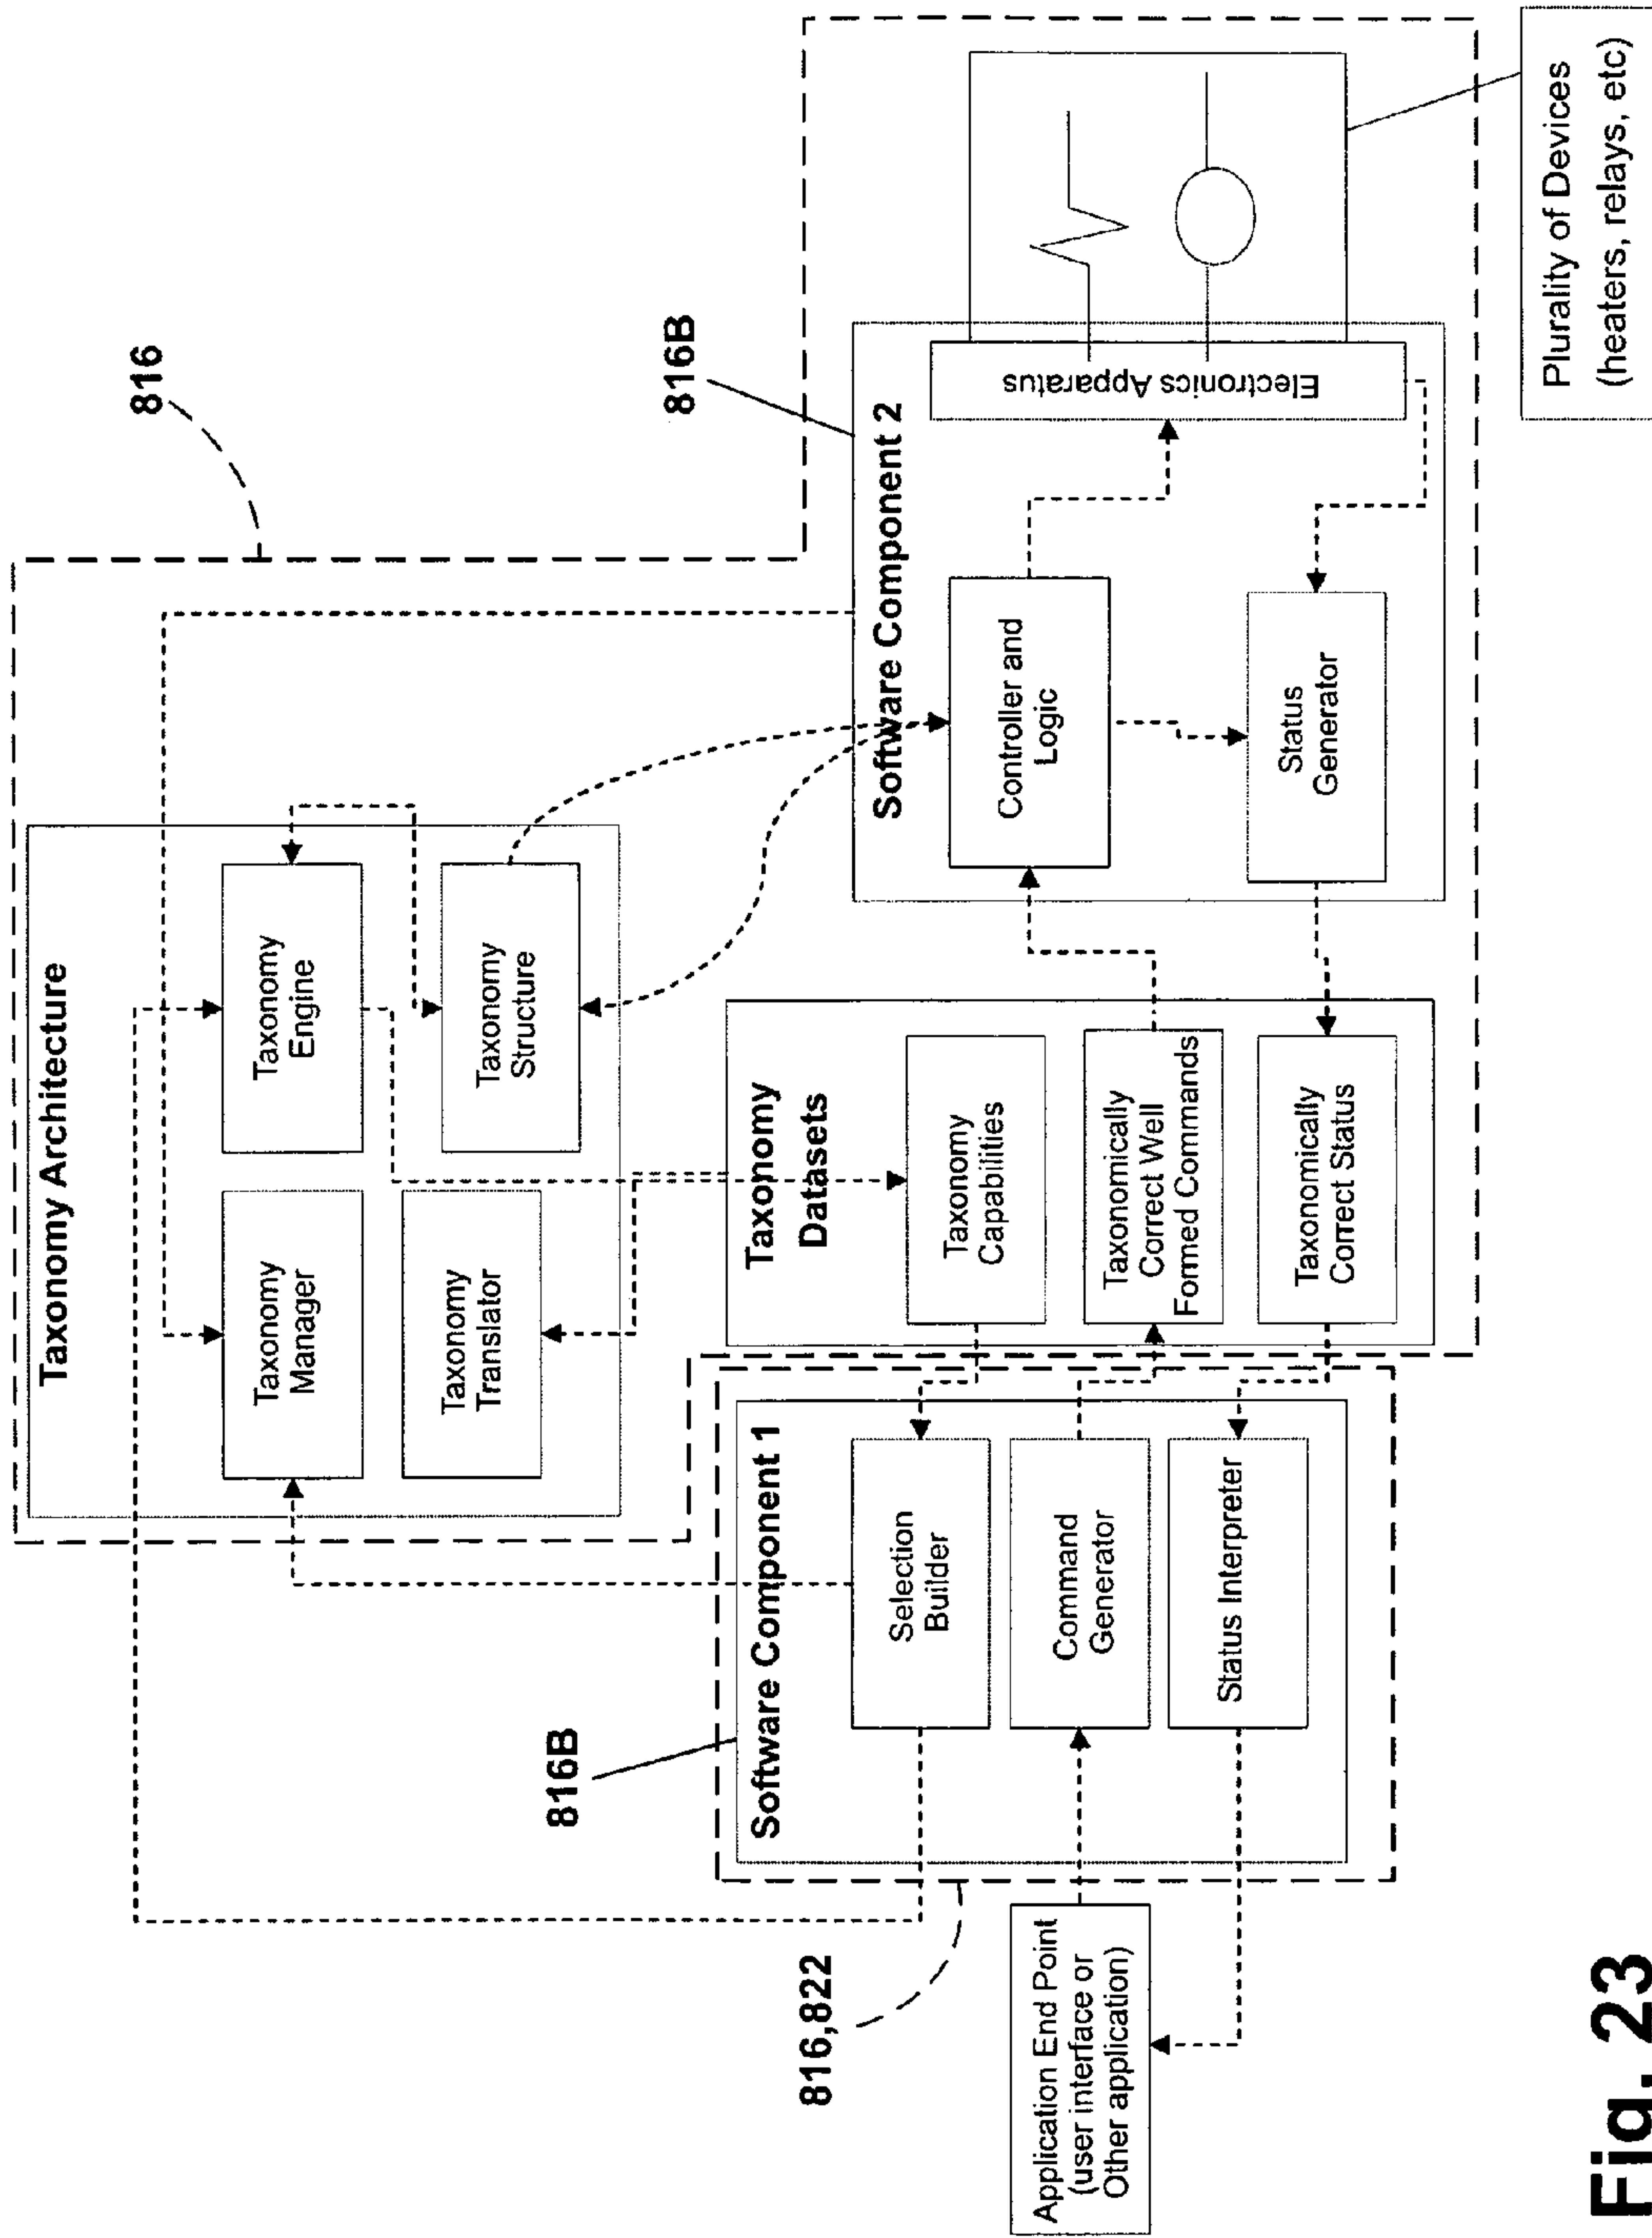 816
Taxonomy Architecture
Taxonomy
Manager
Taxonomy
Engine
Taxonomy
Translator
Taxonomy
Structure
816B
Software Component 1
Selection
Builder
Command
Generator
Status Interpreter
816,822
Application End Point
(user interface or
Other application)
Taxonomy
Datasets
Taxonomy
Capabilities
Taxonomically
Correct Well
Formed Commands
Taxonomically
Correct Status
816B
Software Component 2
Controller and
Logic
Status
Generator
Electronics Apparatus
Plurality of Devices
(heaters, relays, etc)
Fig. 23